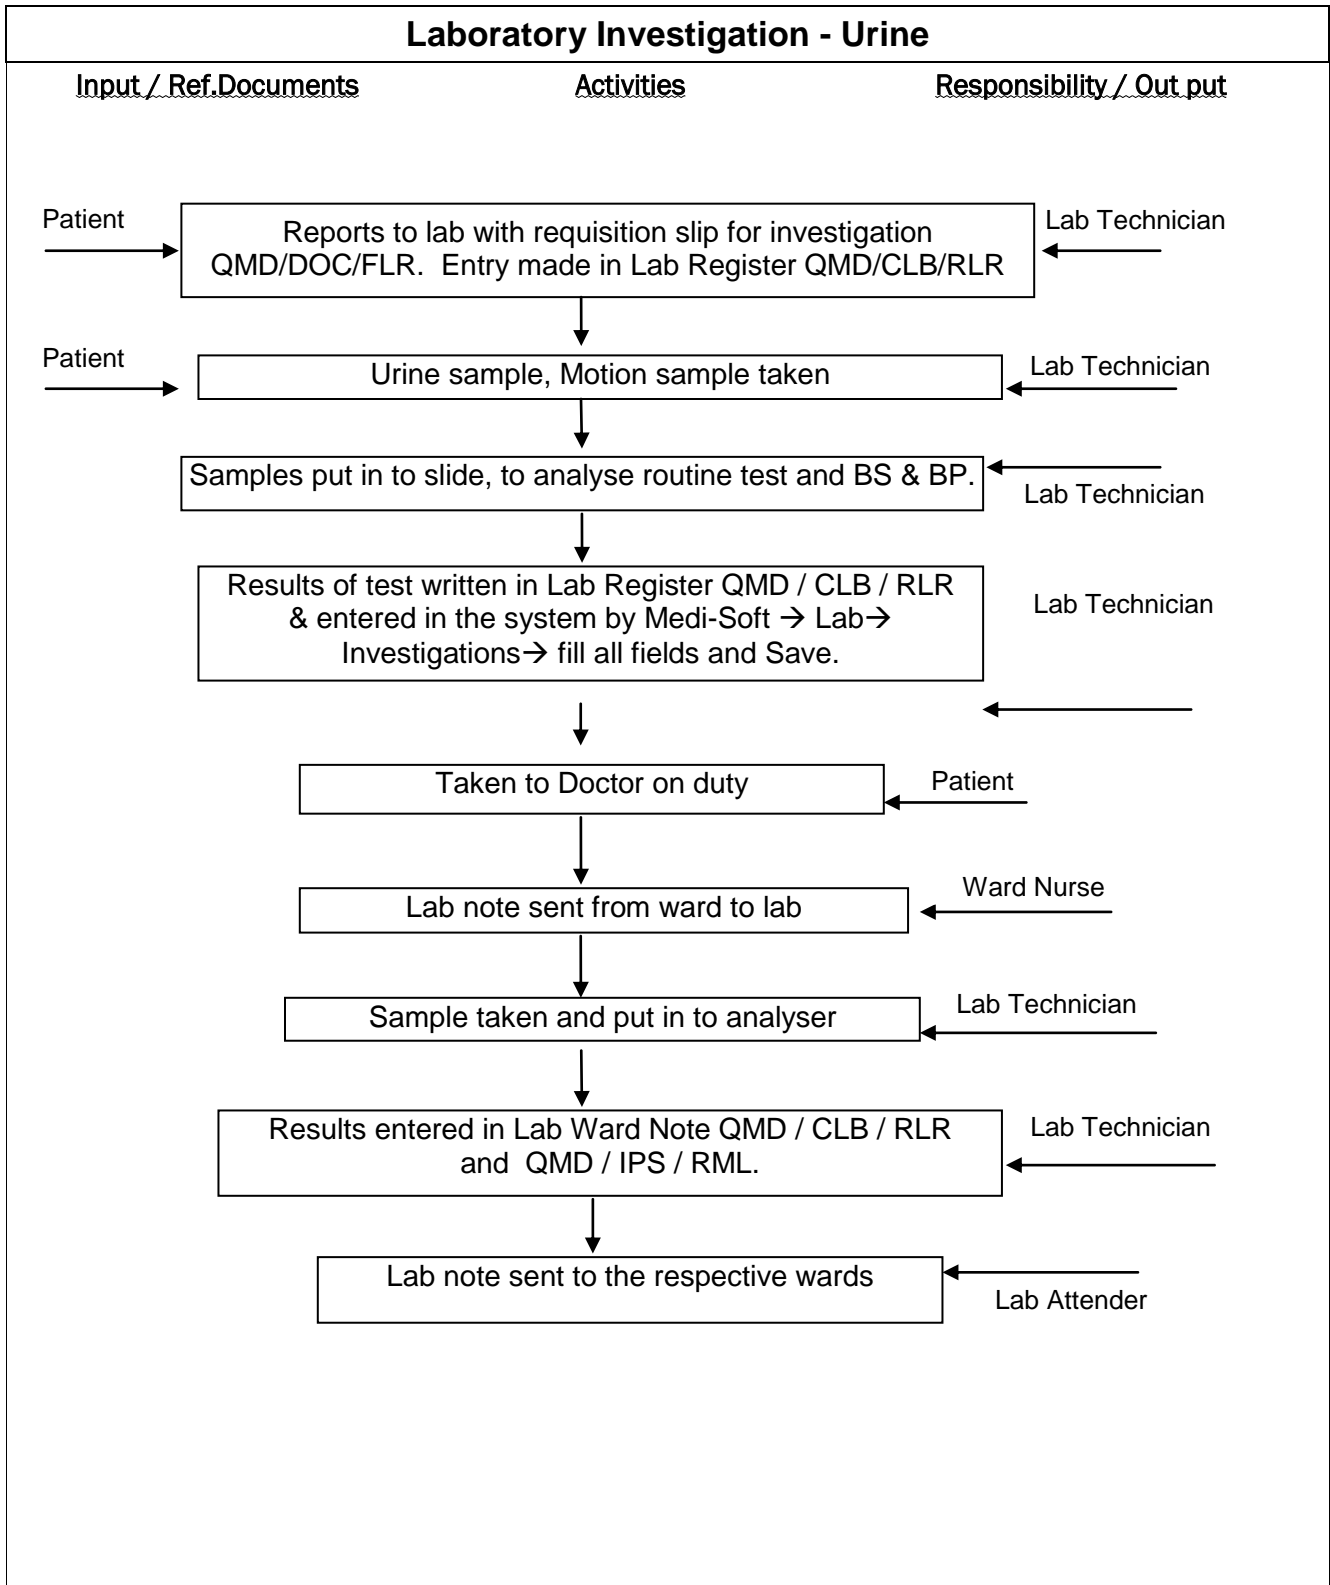 Laboratory Investigation - Urine
Input / Ref.Documents
Activities
Responsibility / Out put
Patient
Reports to lab with requisition slip for investigation
QMD/DOC/FLR.  Entry made in Lab Register QMD/CLB/RLR
Lab Technician
Patient
Urine sample, Motion sample taken
Lab Technician
Samples put in to slide, to analyse routine test and BS & BP.
Lab Technician
Results of test written in Lab Register QMD / CLB / RLR
& entered in the system by Medi-Soft → Lab→
Investigations→ fill all fields and Save.
Lab Technician
Taken to Doctor on duty
Patient
Lab note sent from ward to lab
Ward Nurse
Sample taken and put in to analyser
Lab Technician
Results entered in Lab Ward Note QMD / CLB / RLR
and  QMD / IPS / RML.
Lab Technician
Lab note sent to the respective wards
Lab Attender